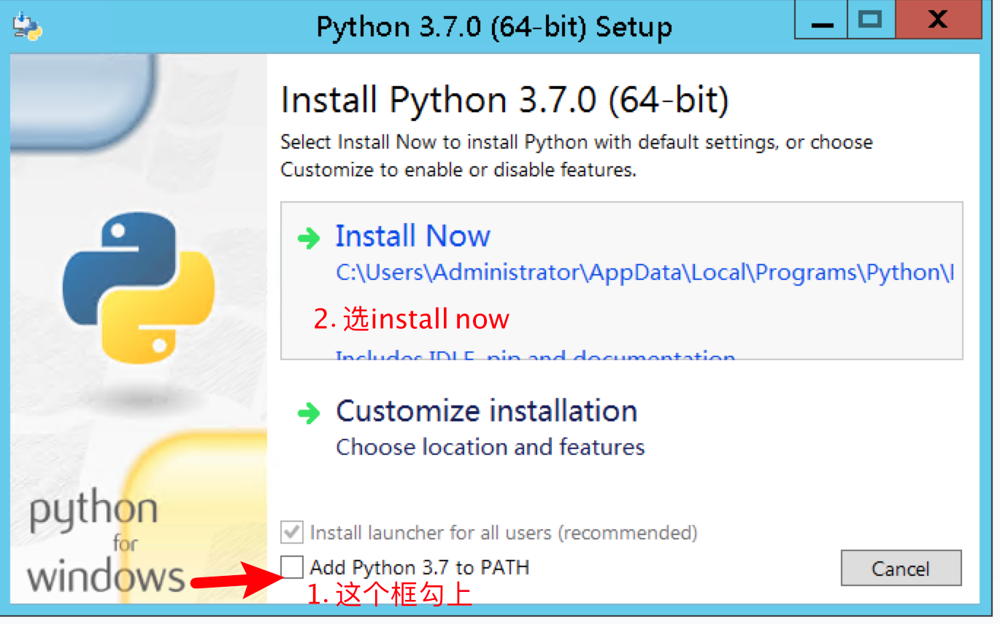 Python 3.7.0 (64-bit) Setup
Install Python 3.7.0 (64-bit)
Select Install Now to install Python with default settings, or choose
Customize to enable or disable features.
Install Now
C:\Users\Administrator\AppData\Local\Programs\Python\
2. 选install now
Includes IDLE, pip and documentation
Customize installation
Choose location and features
python
for
windows
Install launcher for all users (recommended)
Add Python 3.7 to PATH
Cancel
1. 这个框勾上